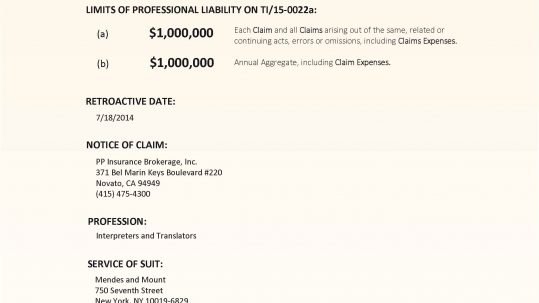 LIMITS OF PROFESSIONAL LIABILITY ON TI/15-0022a:
(a) $1,000,000 Each Claim and all Claims arising out of the same, related or
continuing acts, errors or omissions, including Claims Expenses.
(b) $1,000,000 Annual Aggregate, including Claim Expenses.
RETROACTIVE DATE:
7/18/2014
NOTICE OF CLAIM:
PP Insurance Brokerage, Inc.
371 Bel Marin Keys Boulevard #220
Novato, CA 94949
(415) 475-4300
PROFESSION:
Interpreters and Translators
SERVICE OF SUIT:
Mendes and Mount
750 Seventh Street
New York, NY 10019-6829